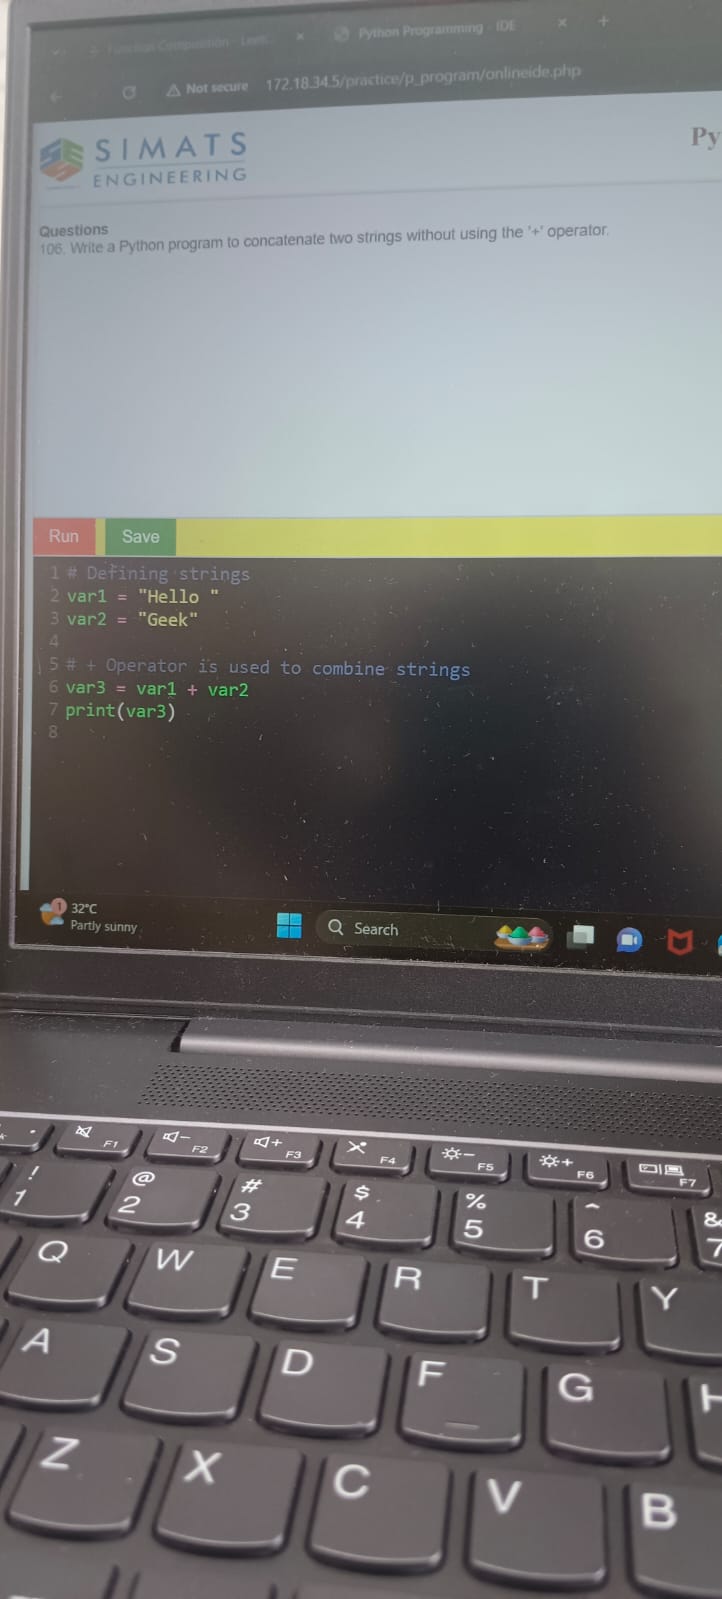 Function Composition - Leet
Python Programming - IDE
Not secure 172.18.34.5/practice/p_program/onlineide.php
SIMATS
ENGINEERING
Py
Questions
106. Write a Python program to concatenate two strings without using the '+' operator.
Run Save
1 # Defining strings
2 var1 = "Hello "
3 var2 = "Geek"
4
5 # + Operator is used to combine strings
6 var3 = var1 + var2
7 print(var3)
8
1
32°C
Partly sunny
Search
F1 F2 F3 F4 F5 F6 F7
! @ # $ % ^ &
1 2 3 4 5 6 7
Q W E R T Y
A S D F G H
Z X C V B